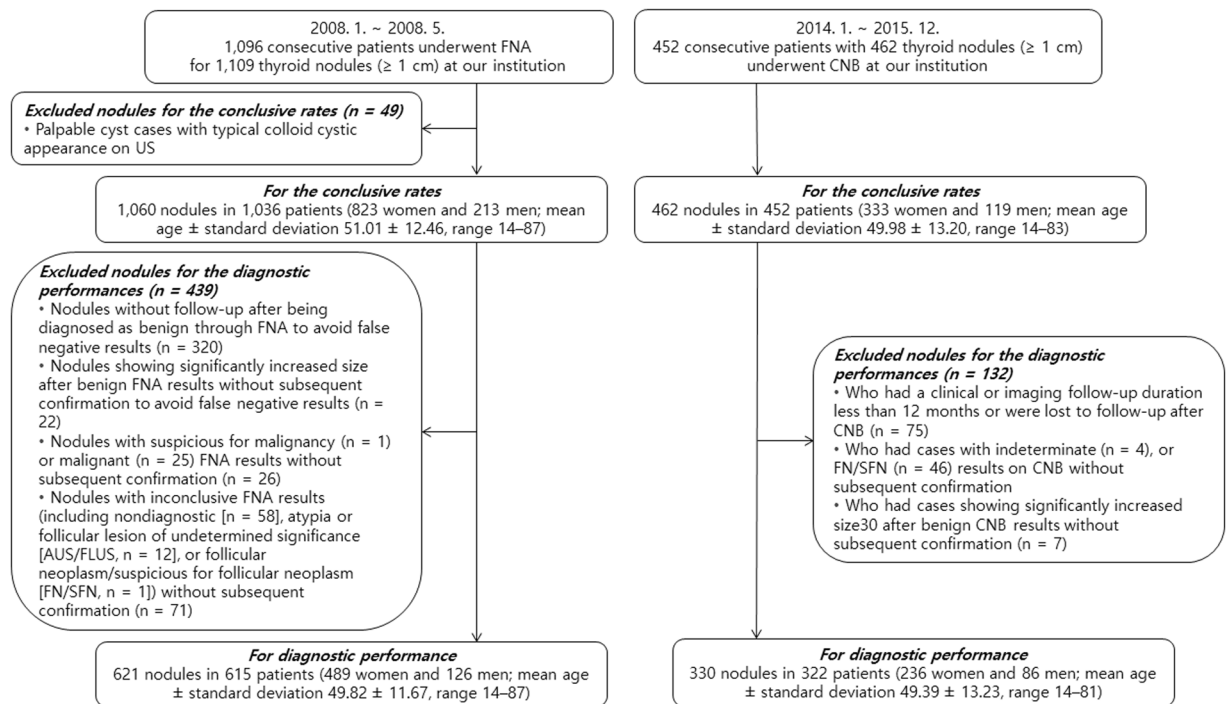 2008. 1. ~ 2008. 5.
1,096 consecutive patients underwent FNA
for 1,109 thyroid nodules (≥ 1 cm) at our institution
Excluded nodules for the conclusive rates (n = 49)
• Palpable cyst cases with typical colloid cystic
appearance on US
For the conclusive rates
1,060 nodules in 1,036 patients (823 women and 213 men; mean
age ± standard deviation 51.01 ± 12.46, range 14–87)
Excluded nodules for the diagnostic
performances (n = 439)
• Nodules without follow-up after being
diagnosed as benign through FNA to avoid false
negative results (n = 320)
• Nodules showing significantly increased size
after benign FNA results without subsequent
confirmation to avoid false negative results (n =
22)
• Nodules with suspicious for malignancy (n = 1)
or malignant (n = 25) FNA results without
subsequent confirmation (n = 26)
• Nodules with inconclusive FNA results
(including nondiagnostic [n = 58], atypia or
follicular lesion of undetermined significance
[AUS/FLUS, n = 12], or follicular
neoplasm/suspicious for follicular neoplasm
[FN/SFN, n = 1]) without subsequent
confirmation (n = 71)
For diagnostic performance
621 nodules in 615 patients (489 women and 126 men; mean age
± standard deviation 49.82 ± 11.67, range 14–87)
2014. 1. ~ 2015. 12.
452 consecutive patients with 462 thyroid nodules (≥ 1 cm)
underwent CNB at our institution
For the conclusive rates
462 nodules in 452 patients (333 women and 119 men; mean age
± standard deviation 49.98 ± 13.20, range 14–83)
Excluded nodules for the diagnostic
performances (n = 132)
• Who had a clinical or imaging follow-up duration
less than 12 months or were lost to follow-up after
CNB (n = 75)
• Who had cases with indeterminate (n = 4), or
FN/SFN (n = 46) results on CNB without
subsequent confirmation
• Who had cases showing significantly increased
size30 after benign CNB results without
subsequent confirmation (n = 7)
For diagnostic performance
330 nodules in 322 patients (236 women and 86 men; mean age
± standard deviation 49.39 ± 13.23, range 14–81)